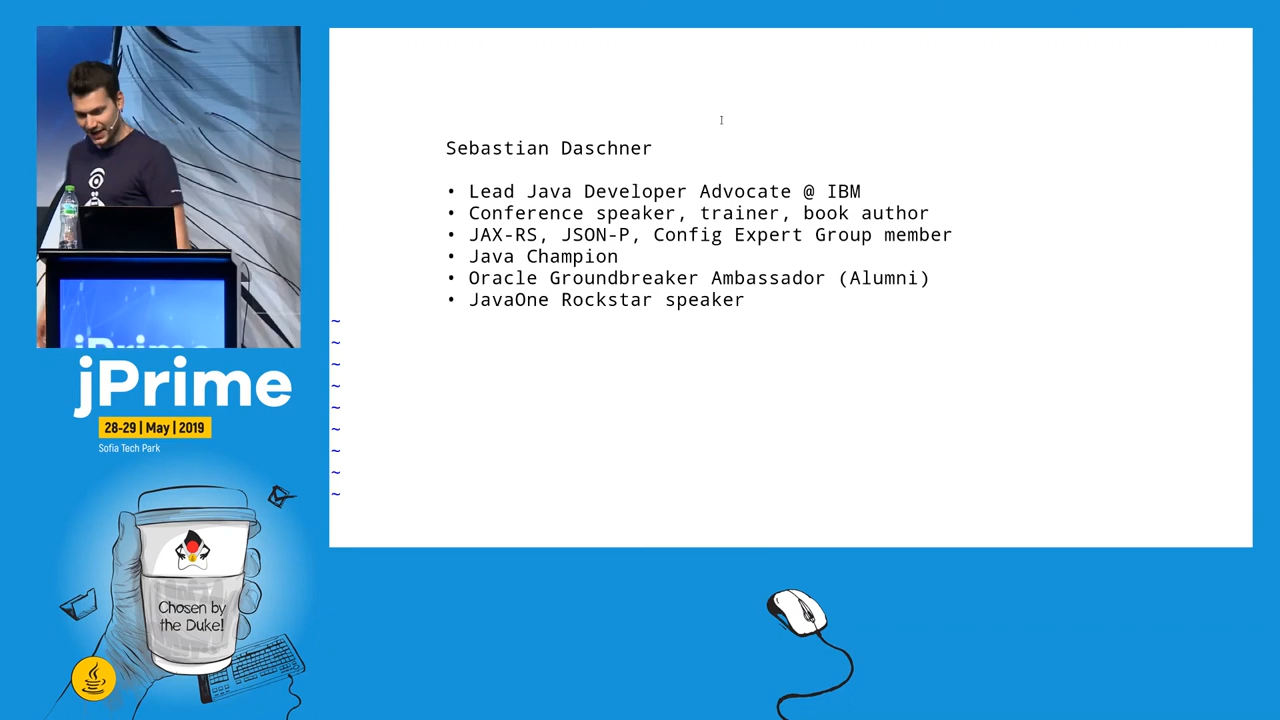 Sebastian Daschner
• Lead Java Developer Advocate @ IBM
• Conference speaker, trainer, book author
• JAX-RS, JSON-P, Config Expert Group member
• Java Champion
• Oracle Groundbreaker Ambassador (Alumni)
• JavaOne Rockstar speaker
~
~
~
~
~
~
~
~
~
jPrime
jPrime
28-29 | May | 2019
Sofia Tech Park
Chosen by
the Duke!